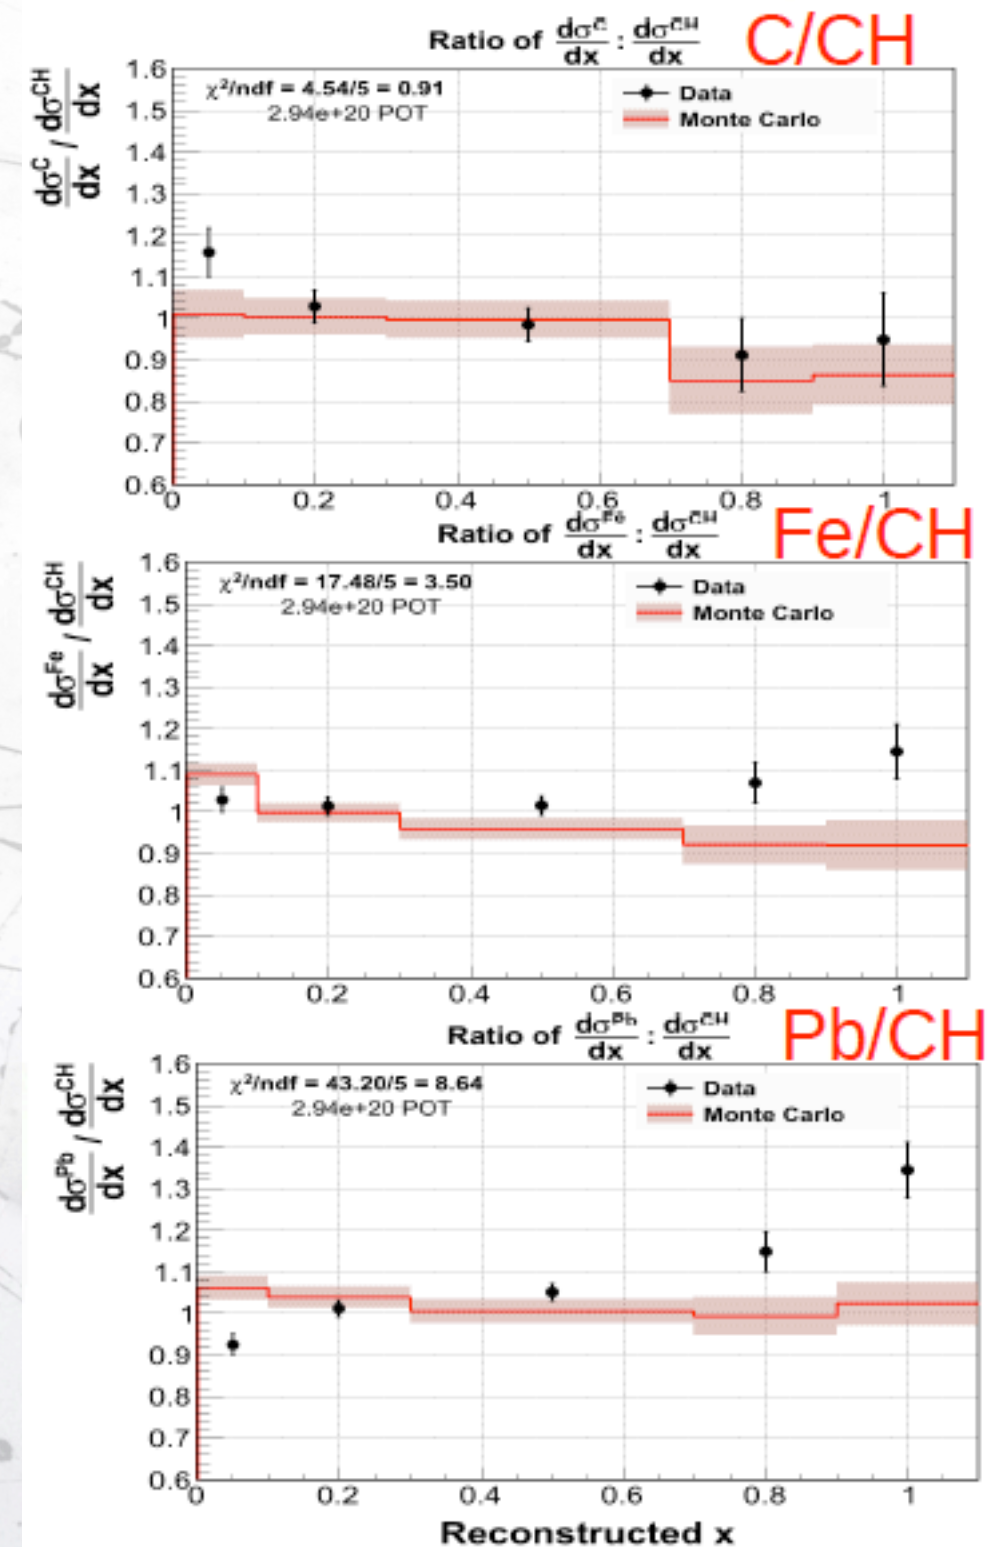 Ratio of dσ^C/dx : dσ^CH/dx
C/CH
dσ^C/dx / dσ^CH/dx
χ²/ndf = 4.54/5 = 0.91
2.94e+20 POT
Data
Monte Carlo
1.6
1.5
1.4
1.3
1.2
1.1
1
0.9
0.8
0.7
0.6
0 0.2 0.4 0.6 0.8 1
Ratio of dσ^Fe/dx : dσ^CH/dx
Fe/CH
dσ^Fe/dx / dσ^CH/dx
χ²/ndf = 17.48/5 = 3.50
2.94e+20 POT
Data
Monte Carlo
1.6
1.5
1.4
1.3
1.2
1.1
1
0.9
0.8
0.7
0.6
0 0.2 0.4 0.6 0.8 1
Ratio of dσ^Pb/dx : dσ^CH/dx
Pb/CH
dσ^Pb/dx / dσ^CH/dx
χ²/ndf = 43.20/5 = 8.64
2.94e+20 POT
Data
Monte Carlo
1.6
1.5
1.4
1.3
1.2
1.1
1
0.9
0.8
0.7
0.6
0 0.2 0.4 0.6 0.8 1
Reconstructed x